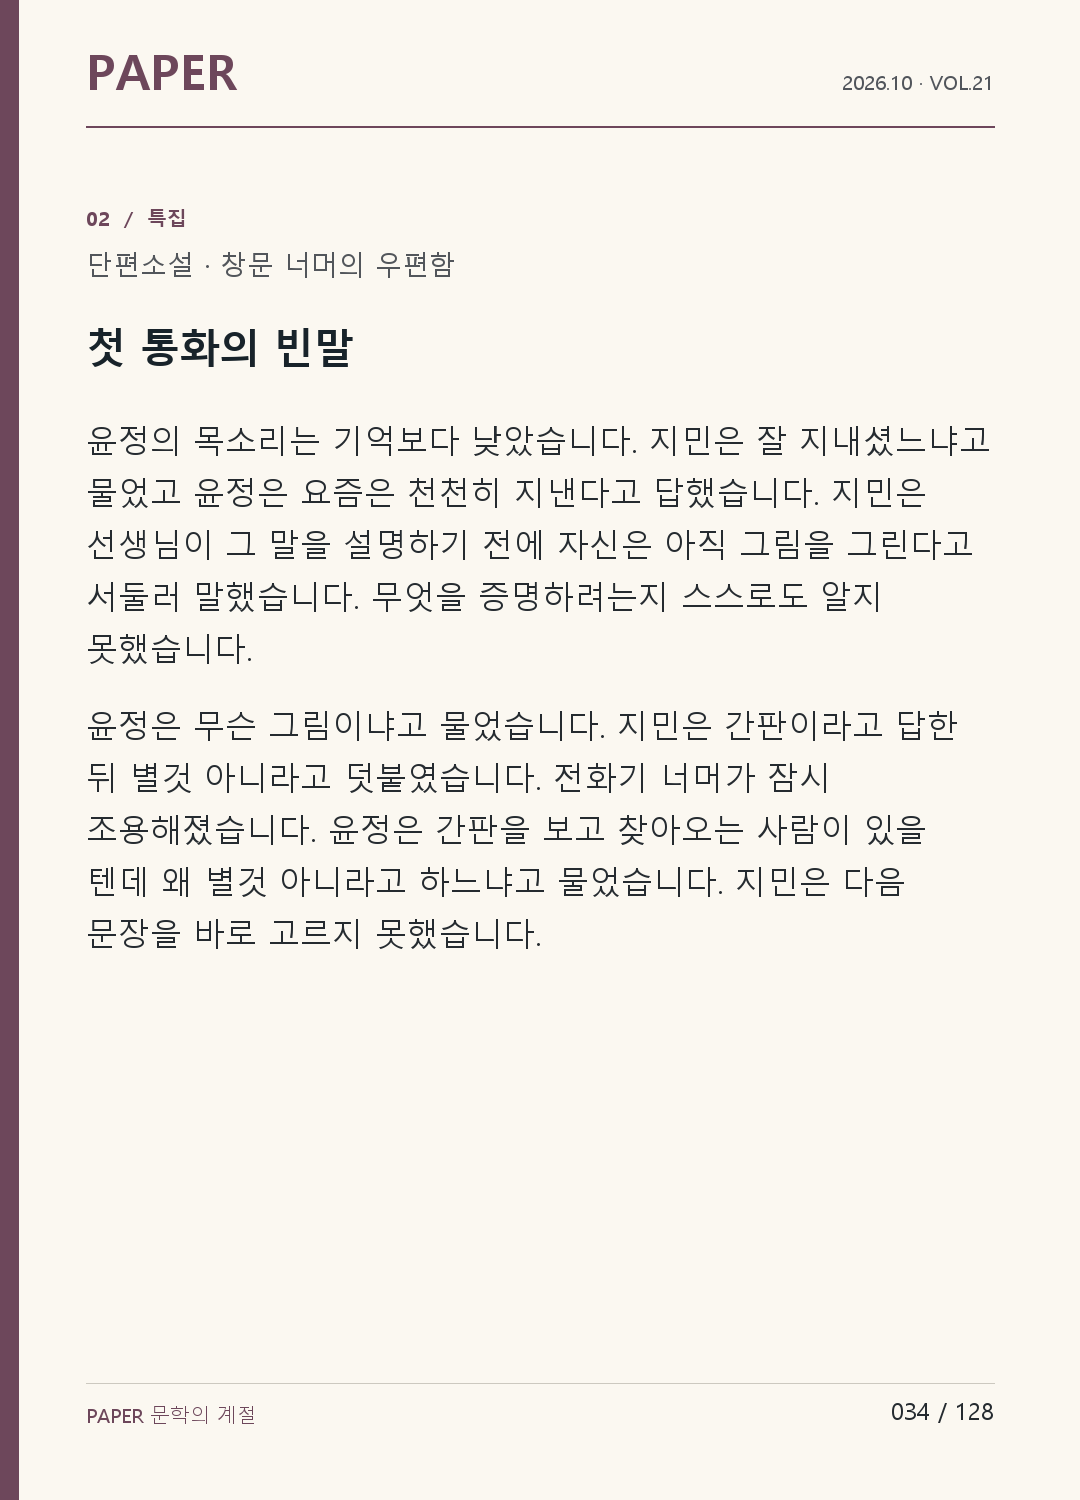 PAPER
2026.10 · VOL.21
02 / 특집
단편소설 · 창문 너머의 우편함
첫 통화의 빈말
윤정의 목소리는 기억보다 낮았습니다. 지민은 잘 지내셨느냐고
물었고 윤정은 요즘은 천천히 지낸다고 답했습니다. 지민은
선생님이 그 말을 설명하기 전에 자신은 아직 그림을 그린다고
서둘러 말했습니다. 무엇을 증명하려는지 스스로도 알지
못했습니다.
윤정은 무슨 그림이냐고 물었습니다. 지민은 간판이라고 답한
뒤 별것 아니라고 덧붙였습니다. 전화기 너머가 잠시
조용해졌습니다. 윤정은 간판을 보고 찾아오는 사람이 있을
텐데 왜 별것 아니라고 하느냐고 물었습니다. 지민은 다음
문장을 바로 고르지 못했습니다.
PAPER 문학의 계절
034 / 128